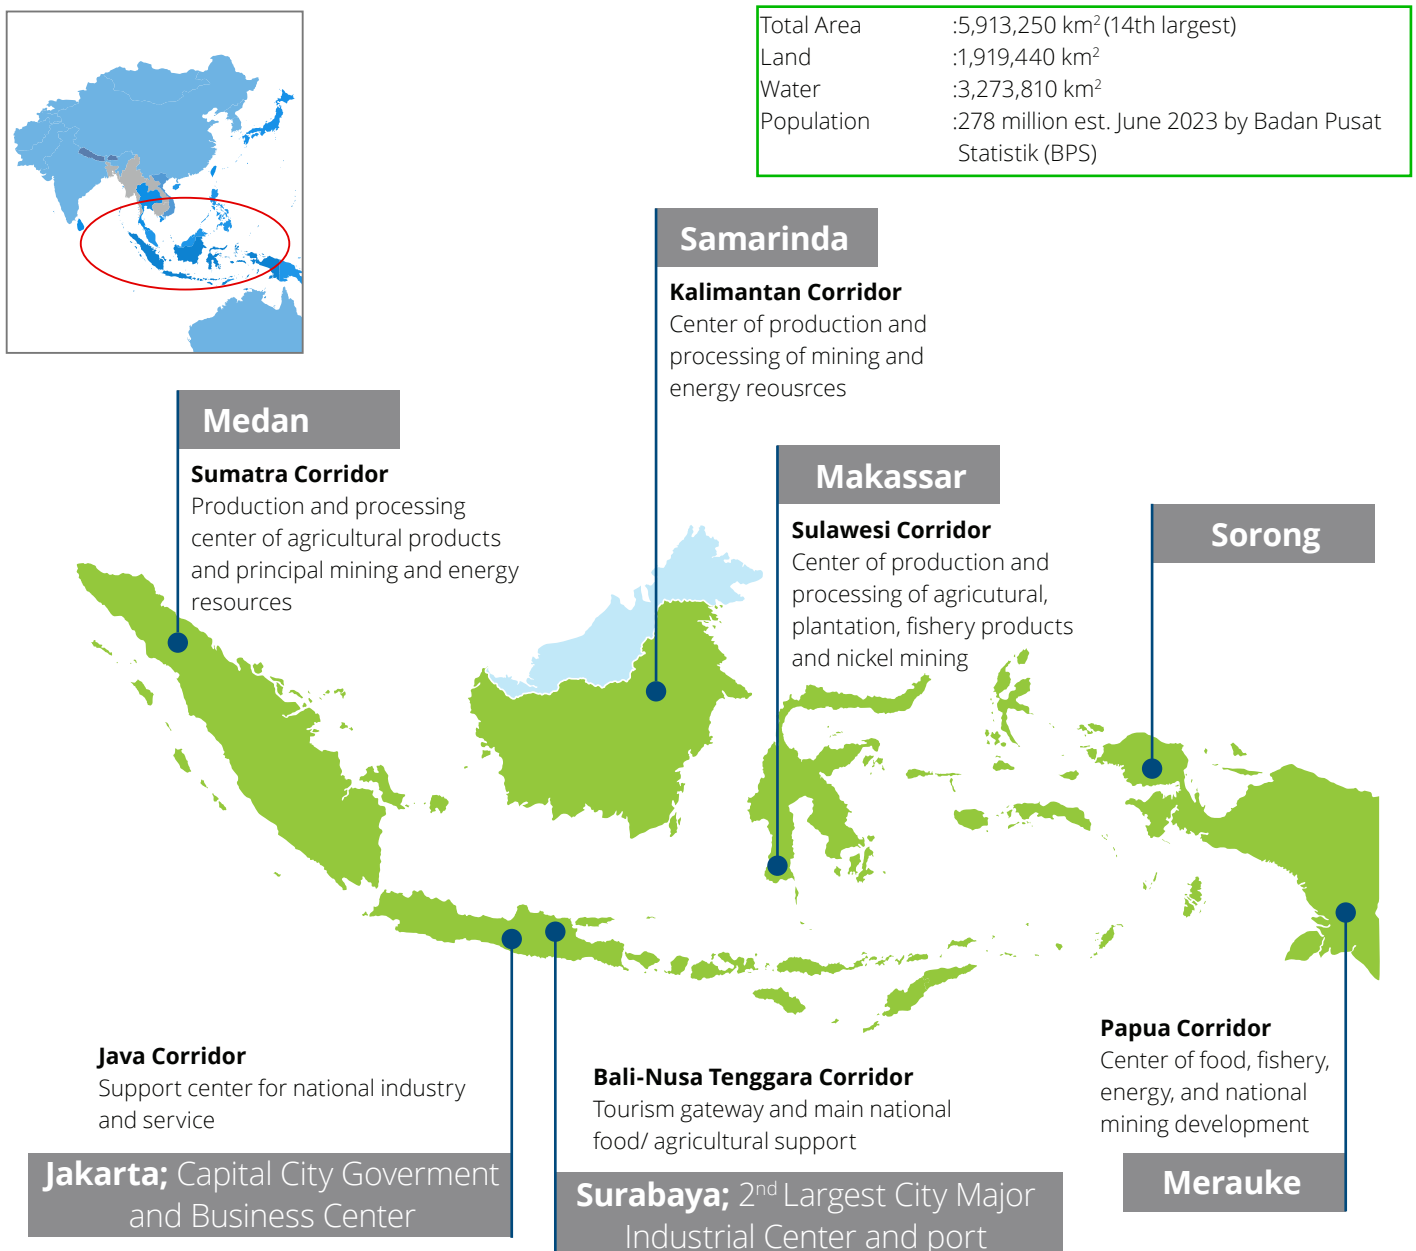 Total Area :5,913,250 km² (14th largest)
Land :1,919,440 km²
Water :3,273,810 km²
Population :278 million est. June 2023 by Badan Pusat
Statistik (BPS)
Samarinda
Kalimantan Corridor
Center of production and
processing of mining and
energy reousrces
Medan
Sumatra Corridor
Production and processing
center of agricultural products
and principal mining and energy
resources
Makassar
Sulawesi Corridor
Center of production and
processing of agricutural,
plantation, fishery products
and nickel mining
Sorong
Java Corridor
Support center for national industry
and service
Jakarta; Capital City Goverment
and Business Center
Bali-Nusa Tenggara Corridor
Tourism gateway and main national
food/ agricultural support
Surabaya; 2nd Largest City Major
Industrial Center and port
Papua Corridor
Center of food, fishery,
energy, and national
mining development
Merauke